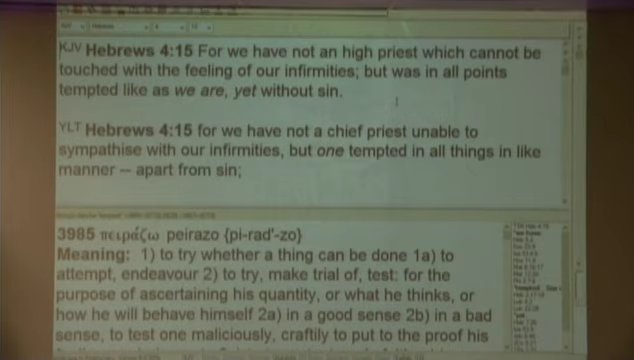 KJV Hebrews 4:15 For we have not an high priest which cannot be
touched with the feeling of our infirmities; but was in all points
tempted like as we are, yet without sin.
YLT Hebrews 4:15 for we have not a chief priest unable to
sympathise with our infirmities, but one tempted in all things in like
manner -- apart from sin;
3985 πειράζω peirazo {pi-rad'-zo}
Meaning: 1) to try whether a thing can be done 1a) to
attempt, endeavour 2) to try, make trial of, test: for the
purpose of ascertaining his quantity, or what he thinks, or
how he will behave himself 2a) in a good sense 2b) in a bad
sense, to test one maliciously, craftily to put to the proof his